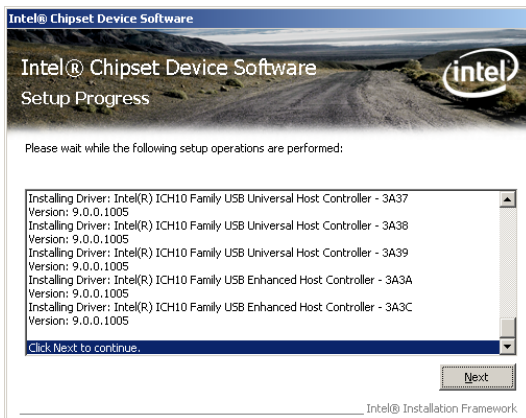 Intel® Chipset Device Software
Intel® Chipset Device Software
intel
Setup Progress
Please wait while the following setup operations are performed:
Installing Driver: Intel(R) ICH10 Family USB Universal Host Controller - 3A37
Version: 9.0.0.1005
Installing Driver: Intel(R) ICH10 Family USB Universal Host Controller - 3A38
Version: 9.0.0.1005
Installing Driver: Intel(R) ICH10 Family USB Universal Host Controller - 3A39
Version: 9.0.0.1005
Installing Driver: Intel(R) ICH10 Family USB Enhanced Host Controller - 3A3A
Version: 9.0.0.1005
Installing Driver: Intel(R) ICH10 Family USB Enhanced Host Controller - 3A3C
Version: 9.0.0.1005
Click Next to continue.
Next
Intel® Installation Framework